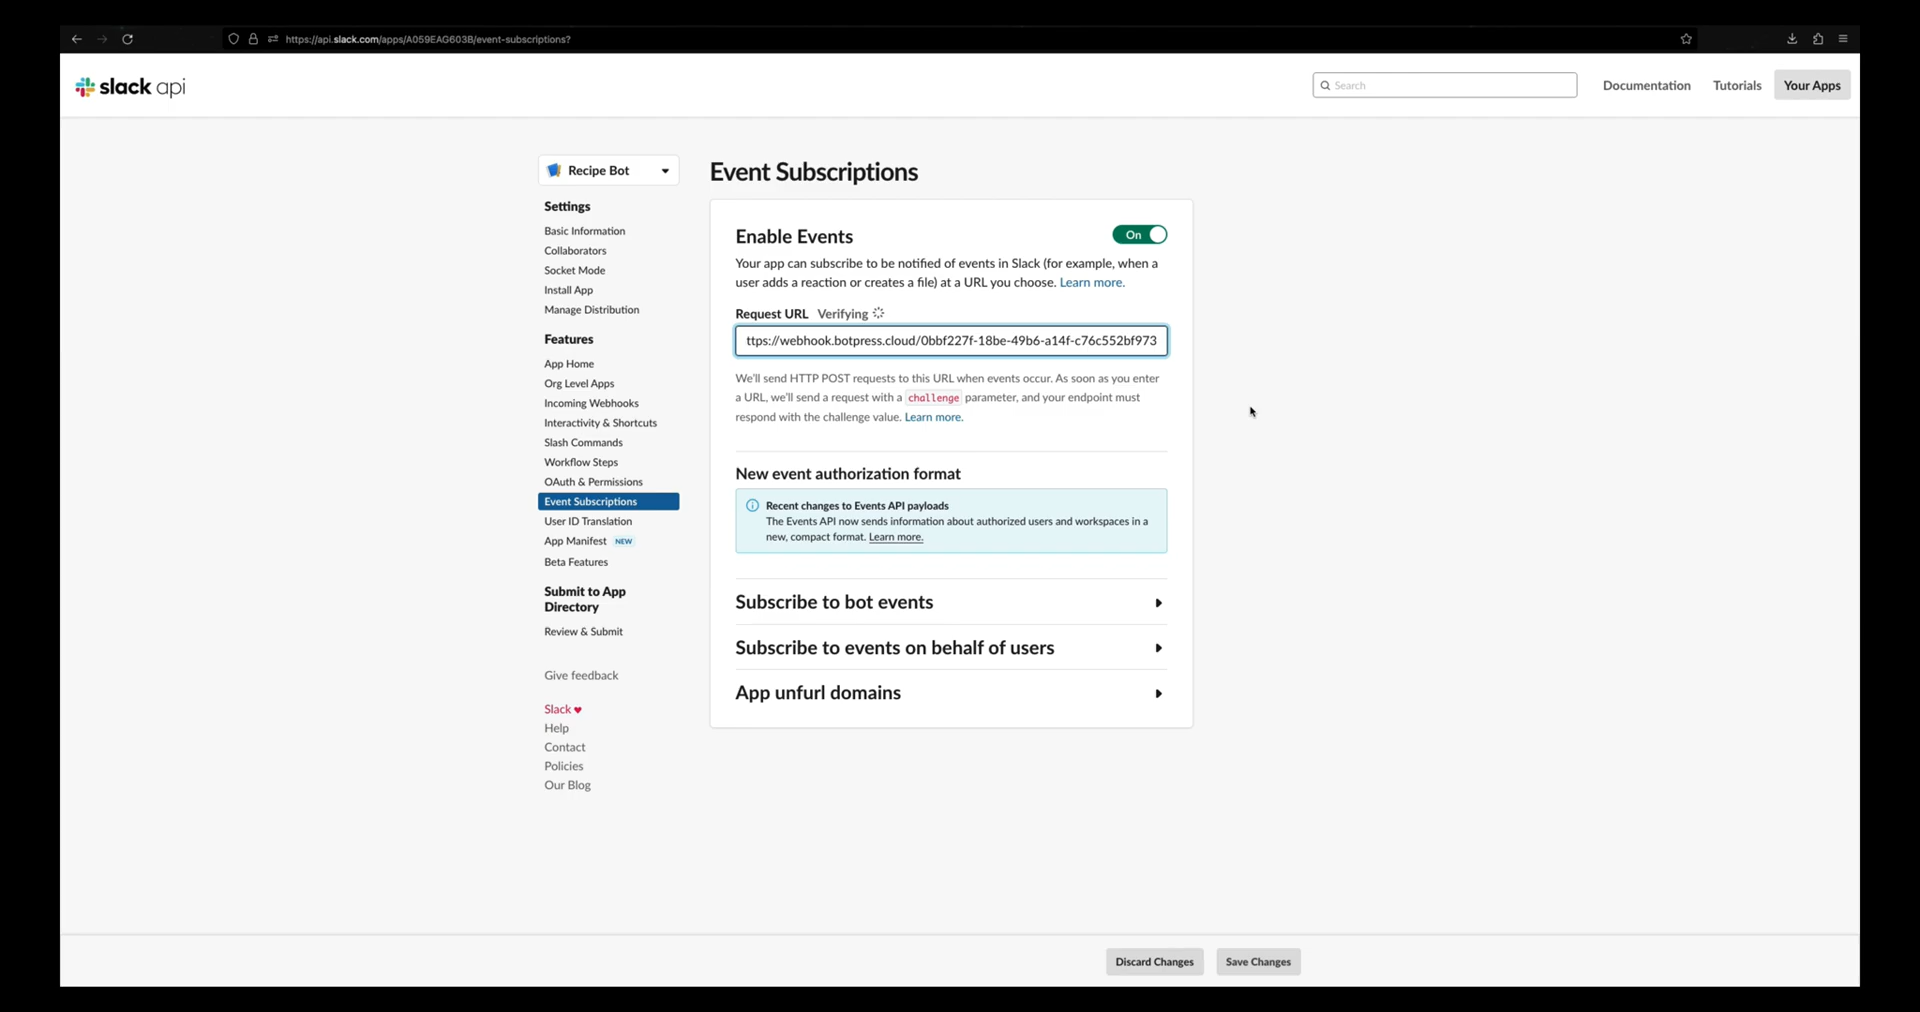 https://api.slack.com/apps/A059EAG603B/event-subscriptions?
slack api
Search
Documentation
Tutorials
Your Apps
Recipe Bot
Settings
Basic Information
Collaborators
Socket Mode
Install App
Manage Distribution
Features
App Home
Org Level Apps
Incoming Webhooks
Interactivity & Shortcuts
Slash Commands
Workflow Steps
OAuth & Permissions
Event Subscriptions
User ID Translation
App Manifest NEW
Beta Features
Submit to App
Directory
Review & Submit
Give feedback
Slack ♥
Help
Contact
Policies
Our Blog
Event Subscriptions
Enable Events
On
Your app can subscribe to be notified of events in Slack (for example, when a
user adds a reaction or creates a file) at a URL you choose. Learn more.
Request URL Verifying
ttps://webhook.botpress.cloud/0bbf227f-18be-49b6-a14f-c76c552bf973
We'll send HTTP POST requests to this URL when events occur. As soon as you enter
a URL, we'll send a request with a challenge parameter, and your endpoint must
respond with the challenge value. Learn more.
New event authorization format
Recent changes to Events API payloads
The Events API now sends information about authorized users and workspaces in a
new, compact format. Learn more.
Subscribe to bot events
Subscribe to events on behalf of users
App unfurl domains
Discard Changes
Save Changes